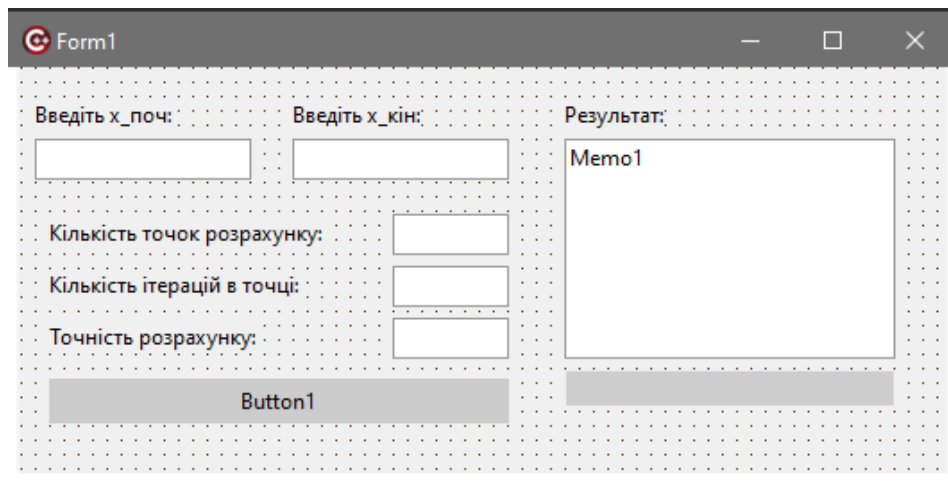 Form1
Введіть x_поч: Введіть x_кін: Результат:
Memo1
Кількість точок розрахунку:
Кількість ітерацій в точці:
Точність розрахунку:
Button1